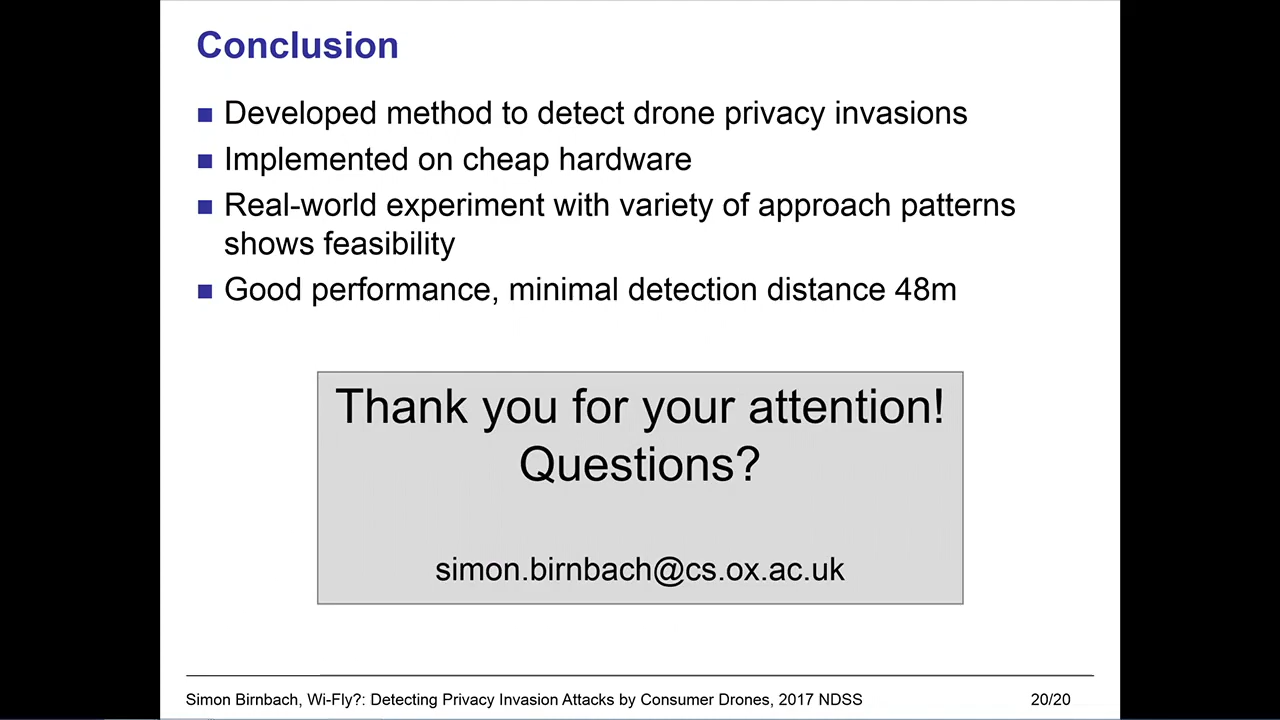 Conclusion
Developed method to detect drone privacy invasions
Implemented on cheap hardware
Real-world experiment with variety of approach patterns
shows feasibility
Good performance, minimal detection distance 48m
Thank you for your attention!
Questions?
simon.birnbach@cs.ox.ac.uk
Simon Birnbach, Wi-Fly?: Detecting Privacy Invasion Attacks by Consumer Drones, 2017 NDSS 20/20